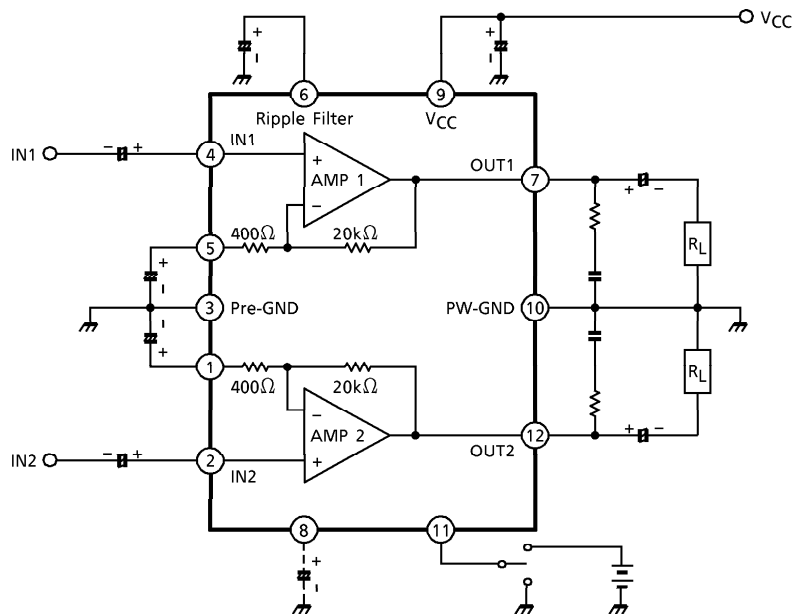 VCC
6
9
Ripple Filter
VCC
IN1
4
IN1
AMP 1
OUT1
7
5
400Ω
20kΩ
RL
3
Pre-GND
PW-GND
10
1
400Ω
20kΩ
RL
AMP 2
OUT2
12
IN2
2
IN2
8
11